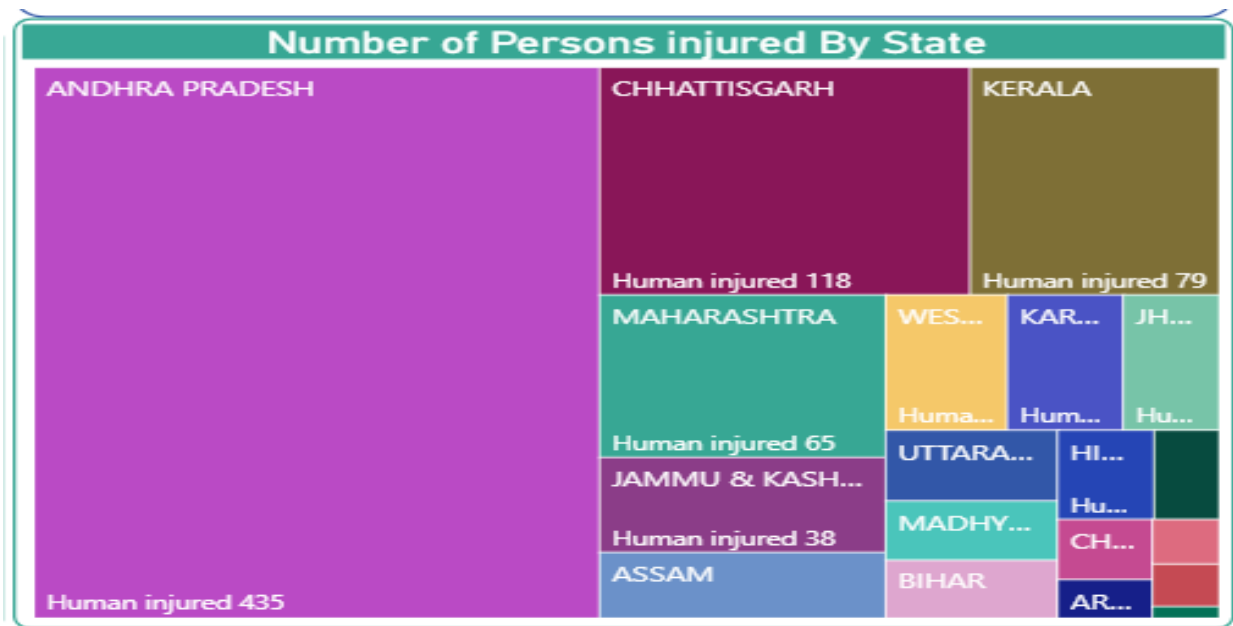 Number of Persons injured By State
ANDHRA PRADESH
Human injured 435
CHHATTISGARH
Human injured 118
KERALA
Human injured 79
MAHARASHTRA
Human injured 65
JAMMU & KASH...
Human injured 38
ASSAM
WES...
Huma...
KAR...
Hum...
JH...
Hu...
UTTARA...
MADHY...
BIHAR
HI...
Hu...
CH...
AR...